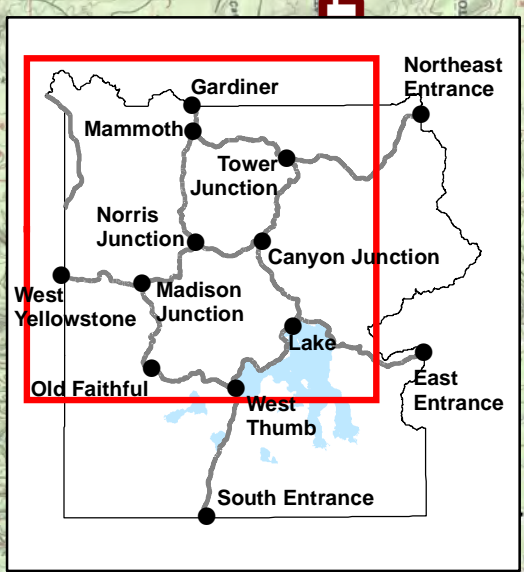 Gardiner
Northeast
Entrance
Mammoth
Tower
Junction
Norris
Junction
Canyon Junction
West
Yellowstone
Madison
Junction
Lake
Old Faithful
East
Entrance
West
Thumb
South Entrance